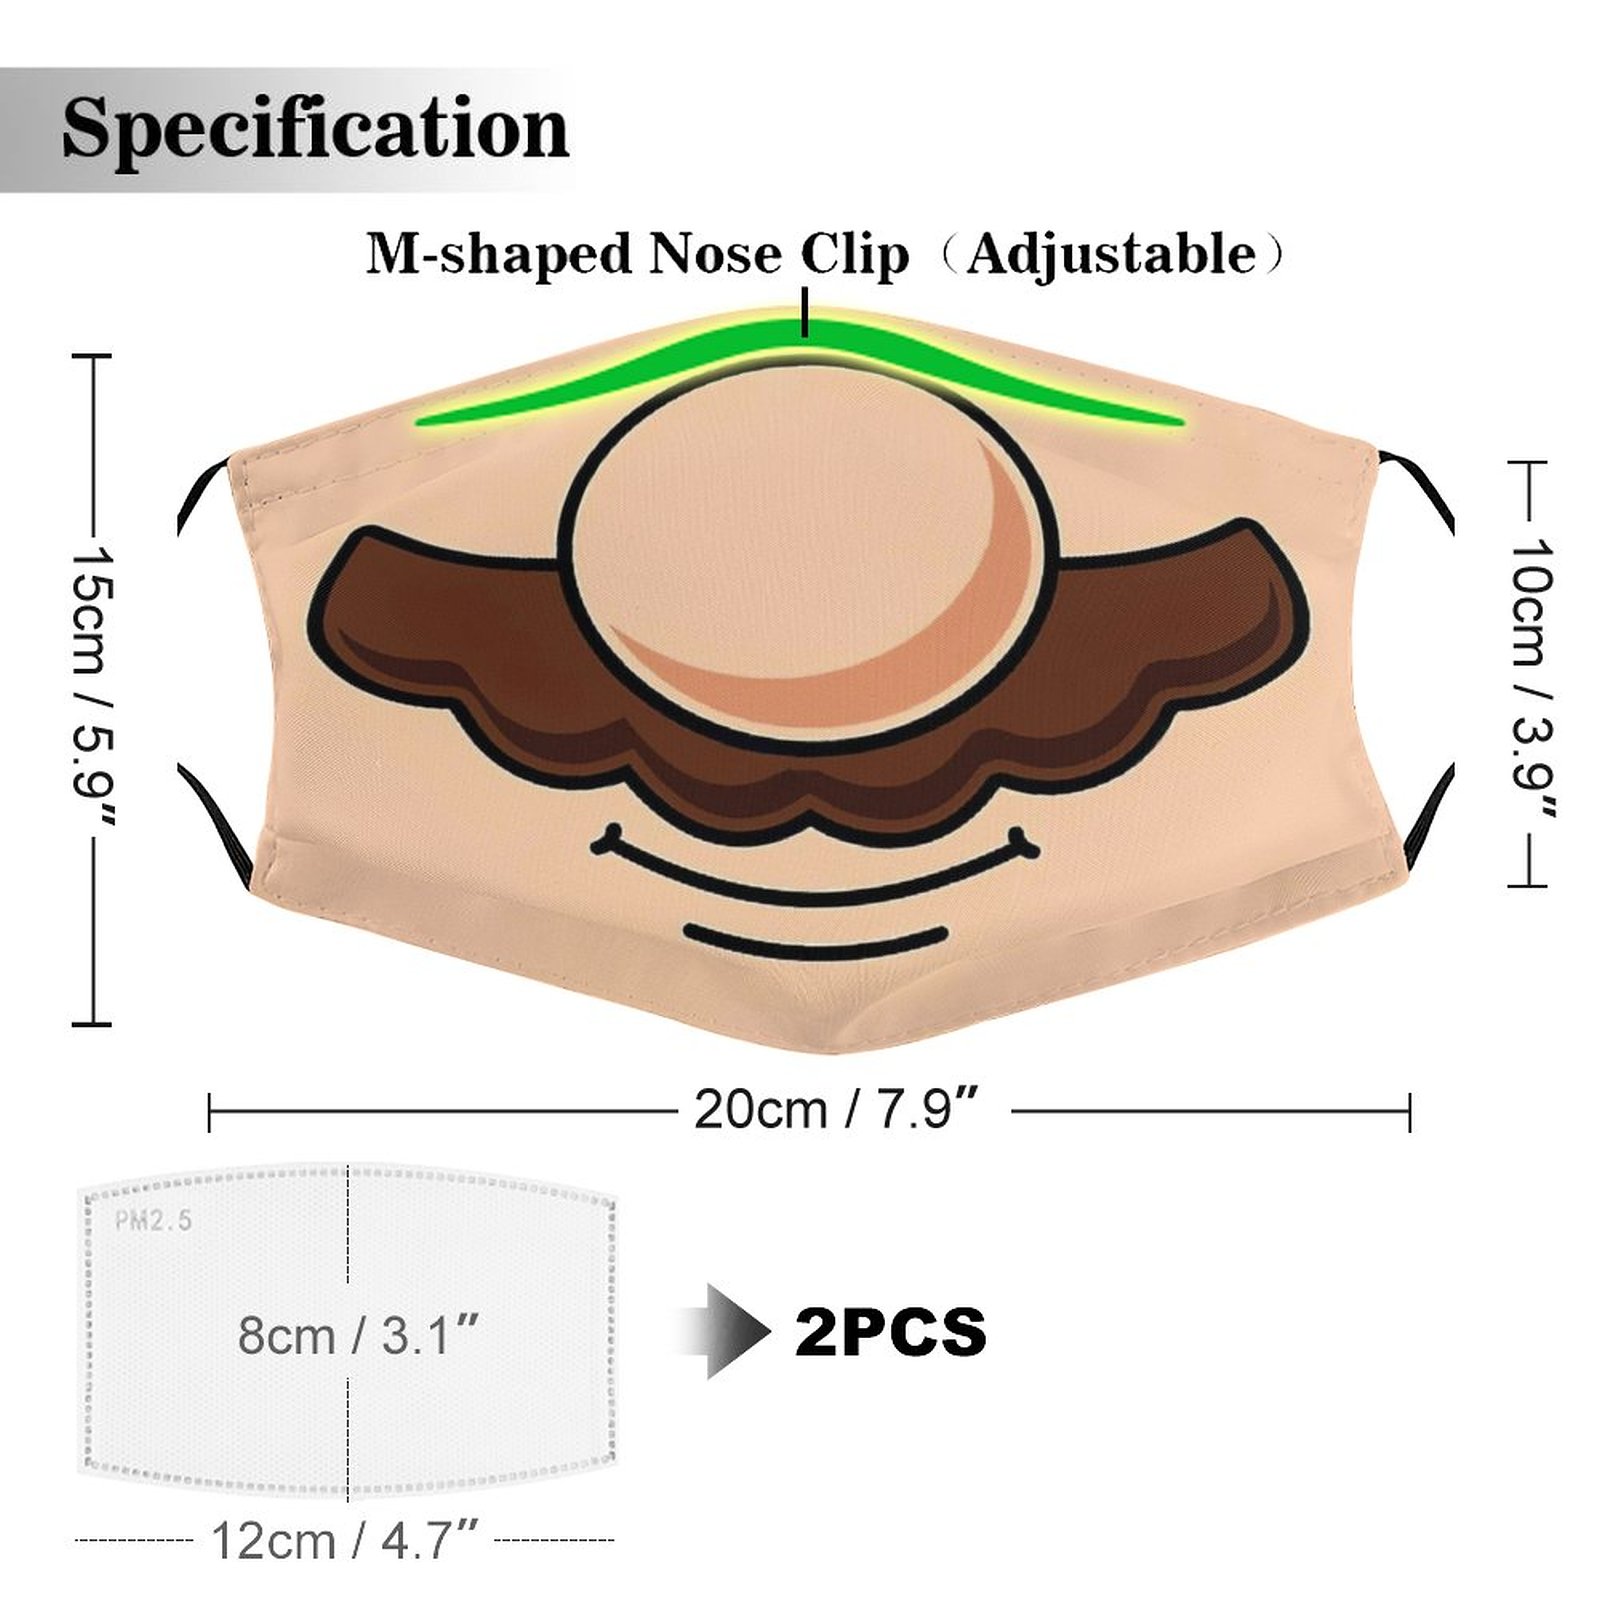 Specification
M-shaped Nose Clip（Adjustable）
15cm / 5.9″
10cm / 3.9″
20cm / 7.9″
PM2.5
8cm / 3.1″
2PCS
12cm / 4.7″